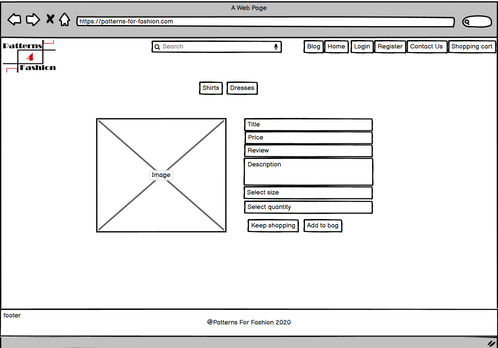 A Web Page
https://patterns-for-fashion.com
Patterns
4
Fashion
Search
Blog Home Login Register Contact Us Shopping cart
Shirts Dresses
Image
Title
Price
Review
Description
Select size
Select quantity
Keep shopping Add to bag
footer
@Patterns For Fashion 2020